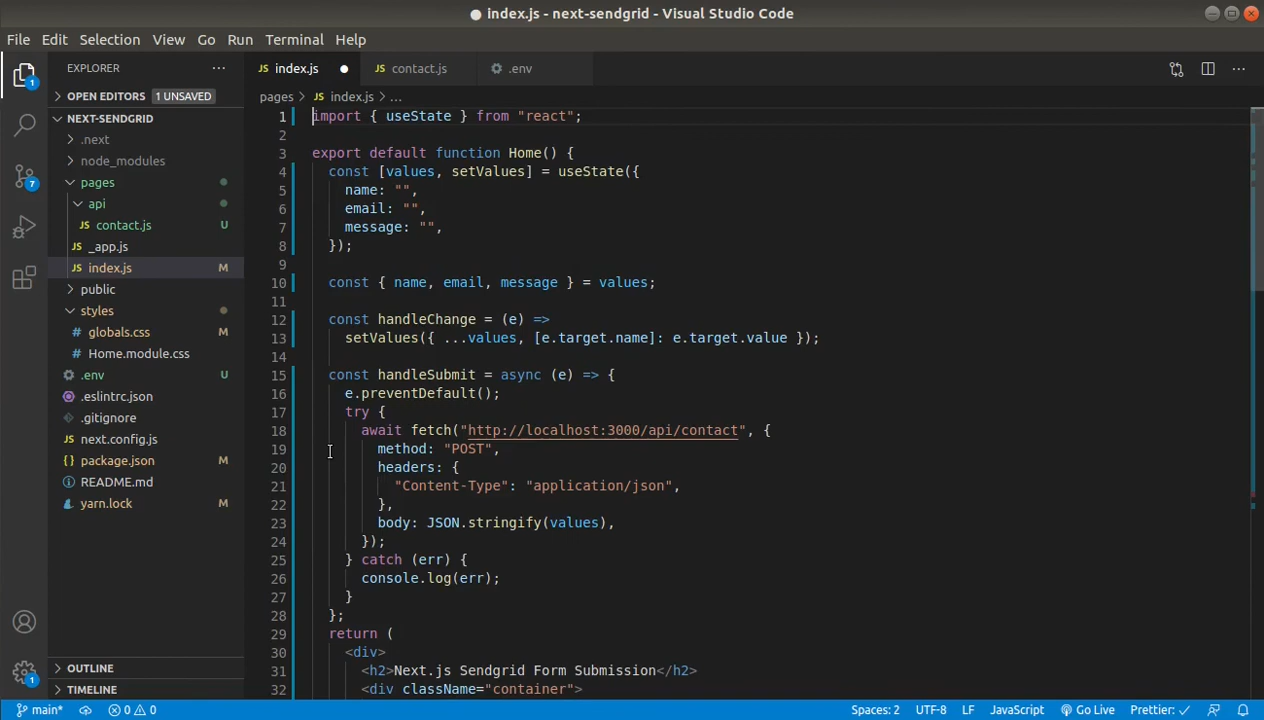 ● index.js - next-sendgrid - Visual Studio Code
File Edit Selection View Go Run Terminal Help
EXPLORER ···
1
OPEN EDITORS 1 UNSAVED
NEXT-SENDGRID
.next
node_modules
7
pages
api
JS contact.js U
JS _app.js
JS index.js M
public
styles
# globals.css M
# Home.module.css
.env U
.eslintrc.json
.gitignore
JS next.config.js
{} package.json M
README.md
yarn.lock M
OUTLINE
1
TIMELINE
JS index.js ●
JS contact.js
.env
···
pages > JS index.js > ...
1 import { useState } from "react";
2
3 export default function Home() {
4 const [values, setValues] = useState({
5 name: "",
6 email: "",
7 message: "",
8 });
9
10 const { name, email, message } = values;
11
12 const handleChange = (e) =>
13 setValues({ ...values, [e.target.name]: e.target.value });
14
15 const handleSubmit = async (e) => {
16 e.preventDefault();
17 try {
18 await fetch("http://localhost:3000/api/contact", {
19 method: "POST",
20 headers: {
21 "Content-Type": "application/json",
22 },
23 body: JSON.stringify(values),
24 });
25 } catch (err) {
26 console.log(err);
27 }
28 };
29 return (
30 <div>
31 <h2>Next.js Sendgrid Form Submission</h2>
32 <div className="container">
main* 0 0 Spaces: 2 UTF-8 LF JavaScript Go Live Prettier: ✓